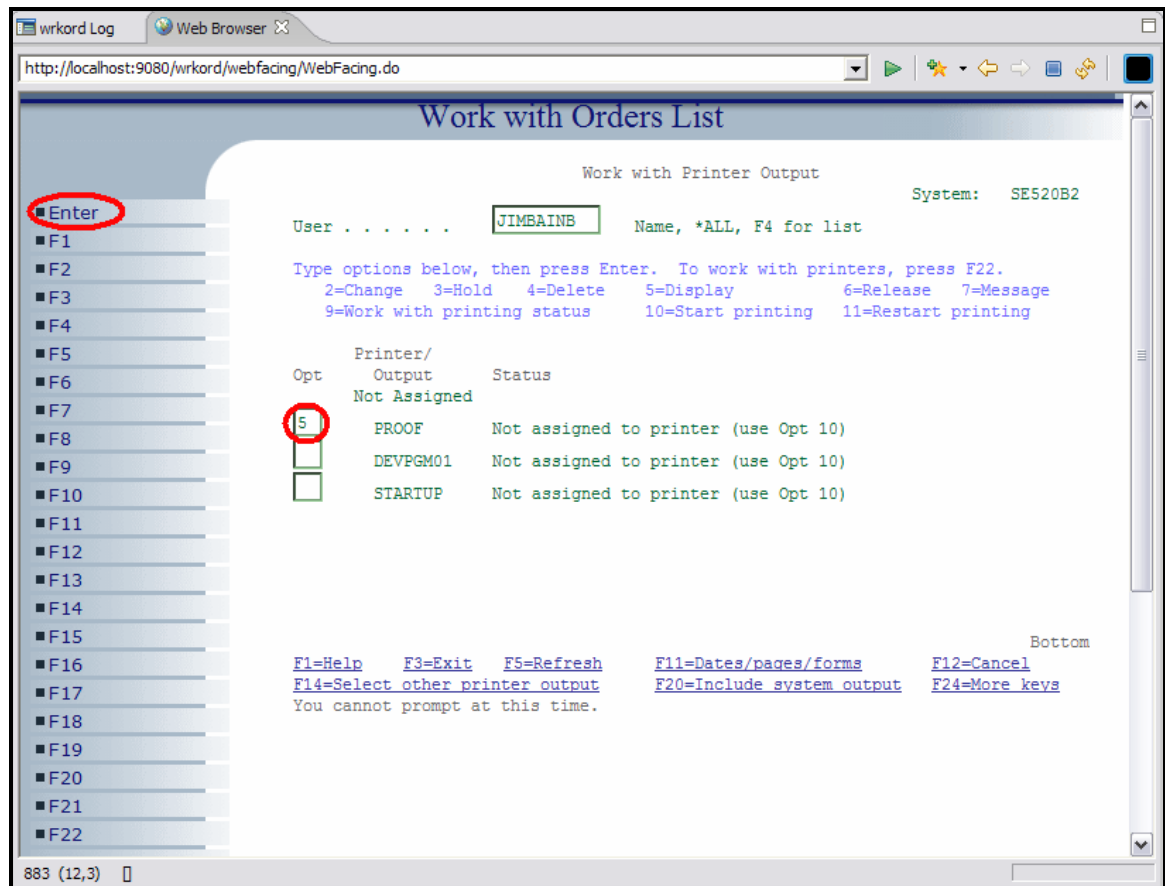 wrkord Log Web Browser
http://localhost:9080/wrkord/webfacing/WebFacing.do
Work with Orders List
Work with Printer Output
System: SE520B2
User . . . . . . JIMBAINB Name, *ALL, F4 for list
Type options below, then press Enter. To work with printers, press F22.
2=Change 3=Hold 4=Delete 5=Display 6=Release 7=Message
9=Work with printing status 10=Start printing 11=Restart printing
Printer/
Opt Output Status
Not Assigned
5 PROOF Not assigned to printer (use Opt 10)
DEVPGM01 Not assigned to printer (use Opt 10)
STARTUP Not assigned to printer (use Opt 10)
Bottom
F1=Help F3=Exit F5=Refresh F11=Dates/pages/forms F12=Cancel
F14=Select other printer output F20=Include system output F24=More keys
You cannot prompt at this time.
Enter
F1
F2
F3
F4
F5
F6
F7
F8
F9
F10
F11
F12
F13
F14
F15
F16
F17
F18
F19
F20
F21
F22
883 (12,3)